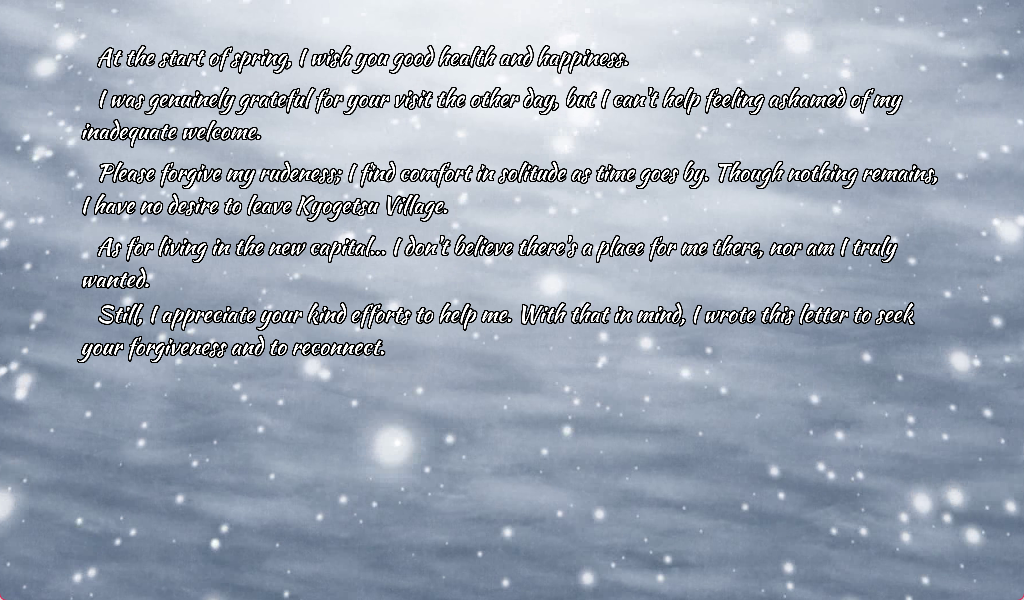 At the start of spring, I wish you good health and happiness.
I was genuinely grateful for your visit the other day, but I can't help feeling ashamed of my
inadequate welcome.
Please forgive my rudeness; I find comfort in solitude as time goes by. Though nothing remains,
I have no desire to leave Kyogetsu Village.
As for living in the new capital... I don't believe there's a place for me there, nor am I truly
wanted.
Still, I appreciate your kind efforts to help me. With that in mind, I wrote this letter to seek
your forgiveness and to reconnect.